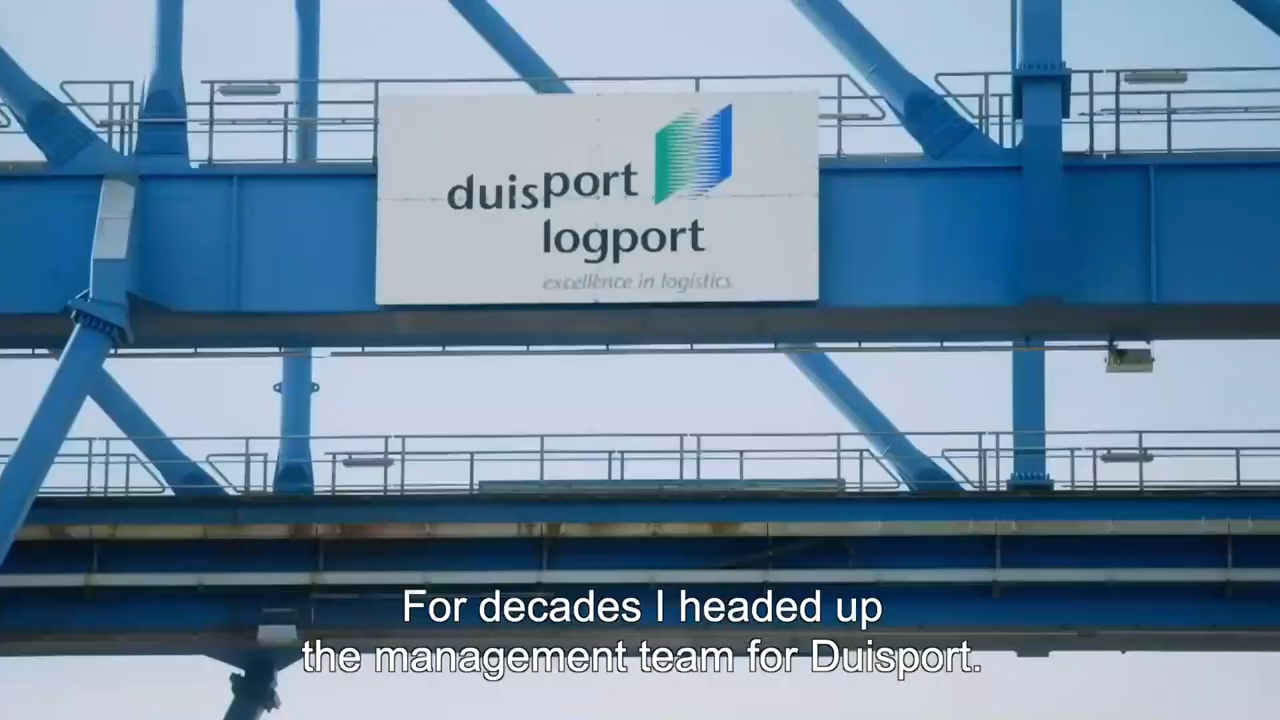 duisport
logport
excellence in logistics
For decades I headed up
the management team for Duisport.